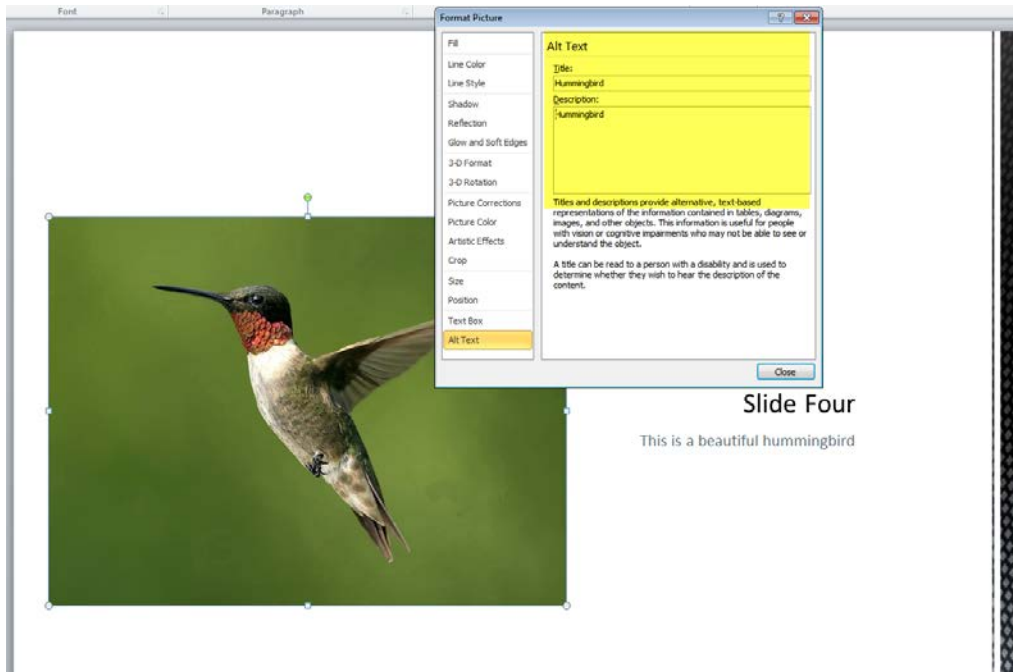 Font
Paragraph
Format Picture
Fill
Line Color
Line Style
Shadow
Reflection
Glow and Soft Edges
3-D Format
3-D Rotation
Picture Corrections
Picture Color
Artistic Effects
Crop
Size
Position
Text Box
Alt Text
Alt Text
Title:
Hummingbird
Description:
Hummingbird
Titles and descriptions provide alternative, text-based
representations of the information contained in tables, diagrams,
images, and other objects. This information is useful for people
with vision or cognitive impairments who may not be able to see or
understand the object.
A title can be read to a person with a disability and is used to
determine whether they wish to hear the description of the
content.
Close
Slide Four
This is a beautiful hummingbird